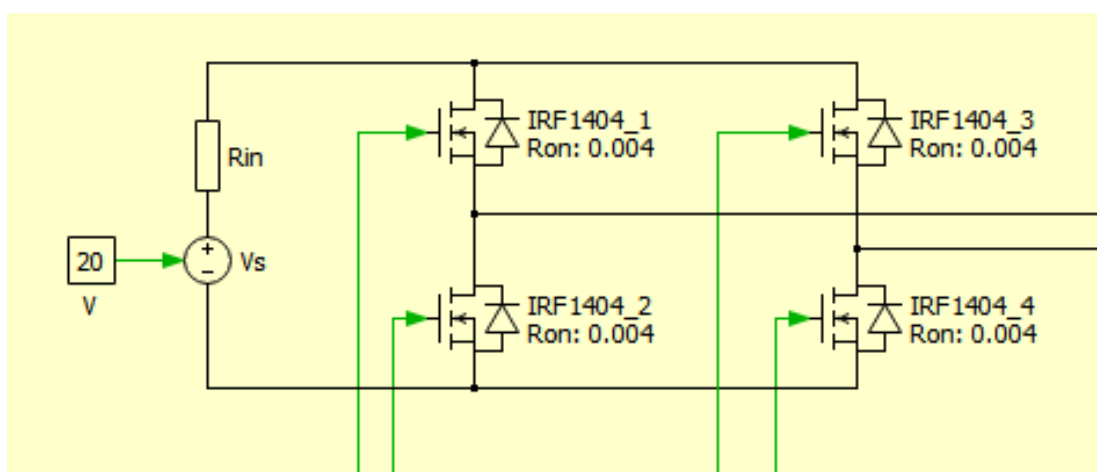 IRF1404_1
Ron: 0.004
IRF1404_3
Ron: 0.004
Rin
+
−
20
Vs
V
IRF1404_2
Ron: 0.004
IRF1404_4
Ron: 0.004